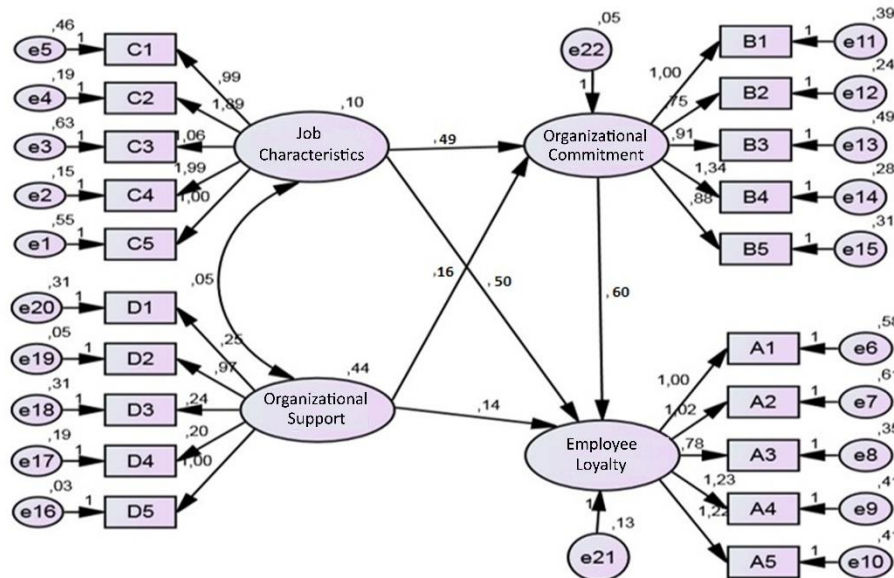 ,46
e5 1 C1
,19
e4 1 C2
,63
e3 1 C3
,15
e2 1 C4
,55
e1 1 C5
,99
1,89
1,06
1,99
1,00
,10
Job
Characteristics
,49
,05
e22
1
Organizational
Commitment
1,00
,75
,91
1,34
,88
,39
B1 1 e11
,24
B2 1 e12
,49
B3 1 e13
,28
B4 1 e14
,31
B5 1 e15
,05
,16
,50
,60
,31
e20 1 D1
,05
e19 1 D2
,31
e18 1 D3
,19
e17 1 D4
,03
e16 1 D5
,25
,97
,24
,20
1,00
,44
Organizational
Support
,14
Employee
Loyalty
1
,13
e21
1,00
1,02
,78
1,23
1,22
,58
A1 1 e6
,61
A2 1 e7
,35
A3 1 e8
,41
A4 1 e9
,41
A5 1 e10